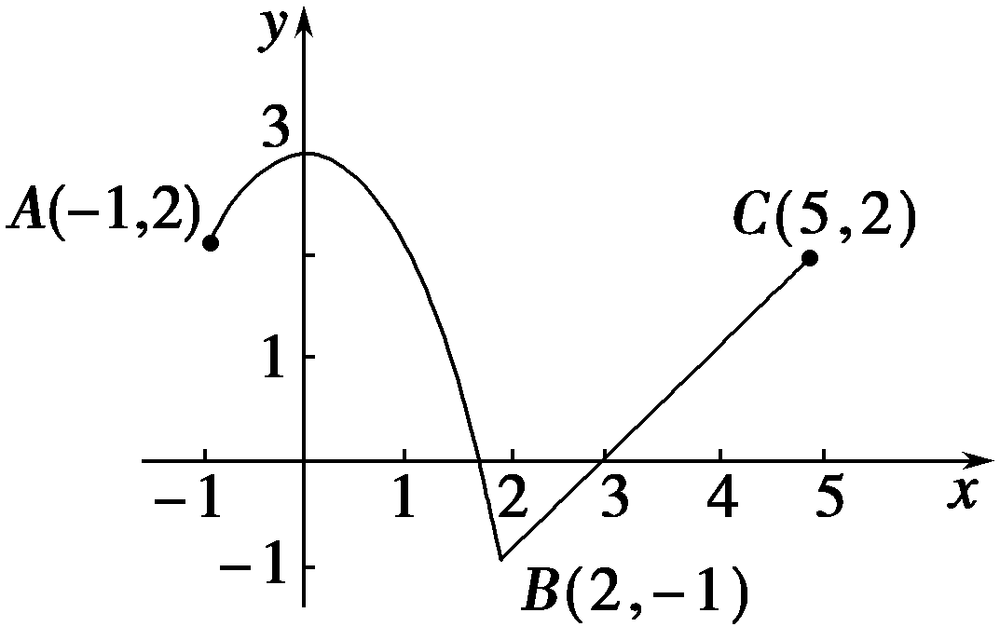 y
3
A(−1,2)
C(5,2)
1
−1 1 2 3 4 5 x
−1
B(2,−1)